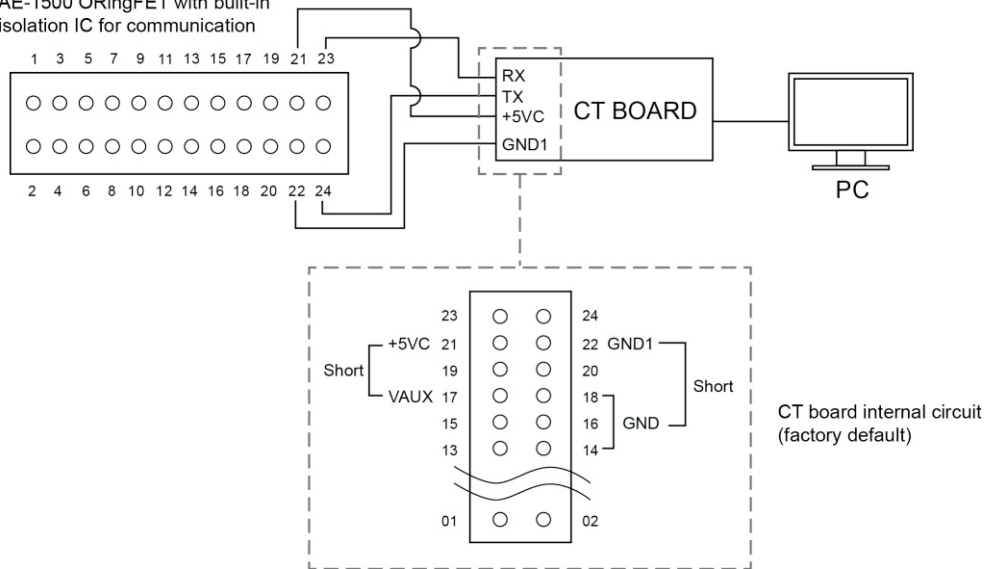 AE-1500 ORingFET with built-in
isolation IC for communication
1 3 5 7 9 11 13 15 17 19 21 23
2 4 6 8 10 12 14 16 18 20 22 24
RX
TX
+5VC
GND1
CT BOARD
PC
23 24
+5VC 21 22 GND1
19 20
Short
VAUX 17 18
Short
15 16 GND
13 14
01 02
CT board internal circuit
(factory default)